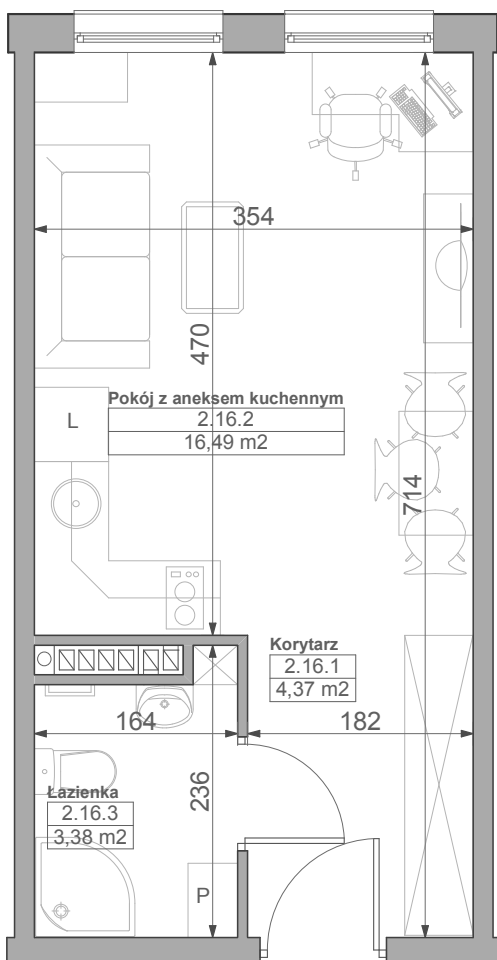 354
470
Pokój z aneksem kuchennym
2.16.2
16,49 m2
L
714
Korytarz
2.16.1
4,37 m2
164
182
236
Łazienka
2.16.3
3,38 m2
P